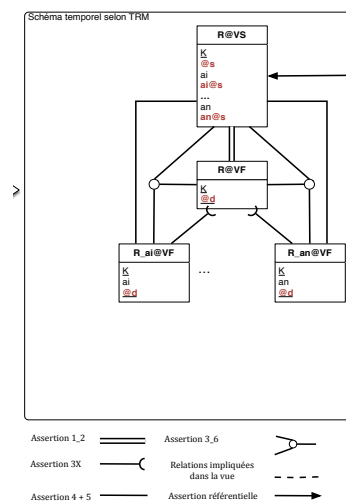 Schéma temporel selon TRM
R@VS
K
@s
ai
ai@s
...
an
an@s
R@VF
K
@d
R_ai@VF
K
ai
@d
...
R_an@VF
K
an
@d
Assertion 1_2
Assertion 3_6
Assertion 3X
Relations impliquées
dans la vue
Assertion 4 + 5
Assertion référentielle